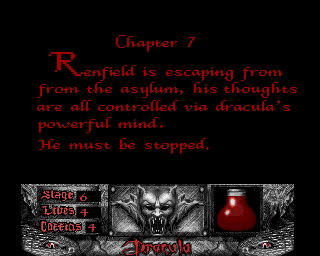 Chapter 7
Renfield is escaping from
from the asylum, his thoughts
are all controlled via dracula's
powerful mind.
He must be stopped.
Stage 6
Lives 4
Coffins 4
Dracula